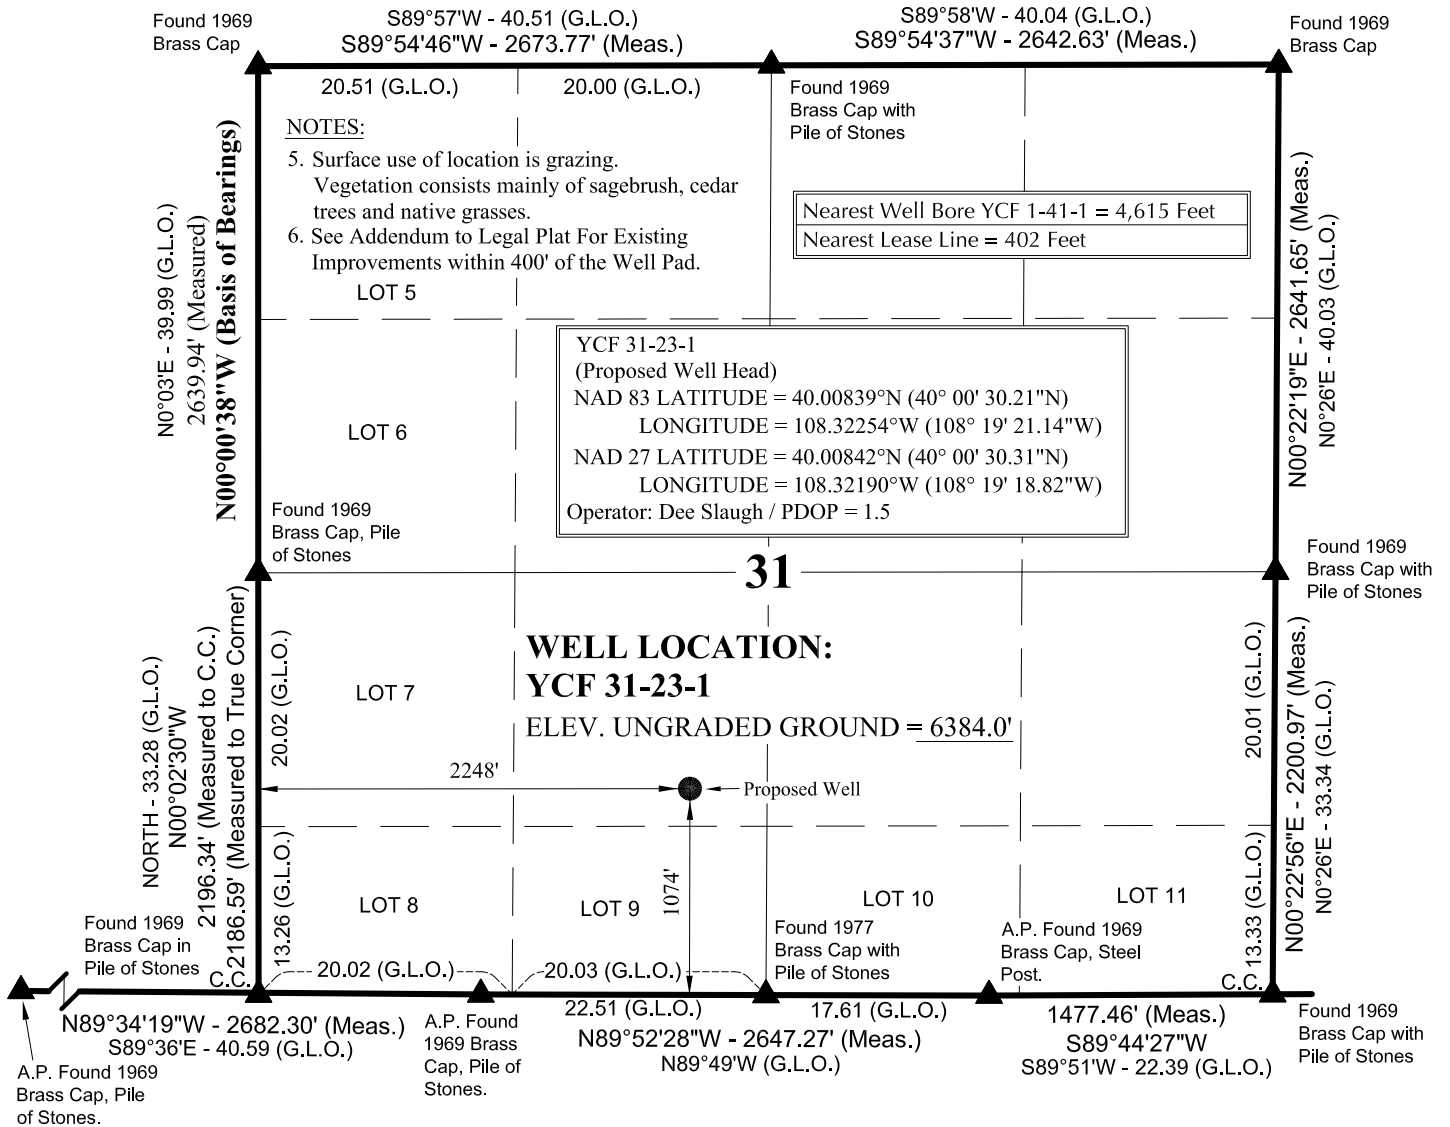 S89°57'W - 40.51 (G.L.O.)
S89°54'46"W - 2673.77' (Meas.)
S89°58'W - 40.04 (G.L.O.)
S89°54'37"W - 2642.63' (Meas.)
Found 1969
Brass Cap
Found 1969
Brass Cap
20.51 (G.L.O.)
20.00 (G.L.O.)
Found 1969
Brass Cap with
Pile of Stones
NOTES:
5. Surface use of location is grazing.
Vegetation consists mainly of sagebrush, cedar
trees and native grasses.
6. See Addendum to Legal Plat For Existing
Improvements within 400' of the Well Pad.
Nearest Well Bore YCF 1-41-1 = 4,615 Feet
Nearest Lease Line = 402 Feet
N0°03'E - 39.99 (G.L.O.)
2639.94' (Measured)
N00°00'38"W (Basis of Bearings)
N00°22'19"E - 2641.65' (Meas.)
N0°26'E - 40.03 (G.L.O.)
LOT 5
YCF 31-23-1
(Proposed Well Head)
NAD 83 LATITUDE = 40.00839°N (40° 00' 30.21"N)
LONGITUDE = 108.32254°W (108° 19' 21.14"W)
NAD 27 LATITUDE = 40.00842°N (40° 00' 30.31"N)
LONGITUDE = 108.32190°W (108° 19' 18.82"W)
Operator: Dee Slaugh / PDOP = 1.5
LOT 6
Found 1969
Brass Cap, Pile
of Stones
31
Found 1969
Brass Cap with
Pile of Stones
WELL LOCATION:
YCF 31-23-1
ELEV. UNGRADED GROUND = 6384.0'
LOT 7
NORTH - 33.28 (G.L.O.)
N00°02'30"W
2196.34' (Measured to C.C.)
2186.59' (Measured to True Corner)
20.02 (G.L.O.)
13.26 (G.L.O.)
2248'
Proposed Well
1074'
20.01 (G.L.O.)
13.33 (G.L.O.)
N00°22'56"E - 2200.97' (Meas.)
N0°26'E - 33.34 (G.L.O.)
LOT 8
LOT 9
LOT 10
LOT 11
Found 1969
Brass Cap in
Pile of Stones
C.C.
Found 1977
Brass Cap with
Pile of Stones
A.P. Found 1969
Brass Cap, Steel
Post.
C.C.
20.02 (G.L.O.)
20.03 (G.L.O.)
22.51 (G.L.O.)
17.61 (G.L.O.)
N89°34'19"W - 2682.30' (Meas.)
S89°36'E - 40.59 (G.L.O.)
A.P. Found
1969 Brass
Cap, Pile of
Stones.
N89°52'28"W - 2647.27' (Meas.)
N89°49'W (G.L.O.)
1477.46' (Meas.)
S89°44'27"W
S89°51'W - 22.39 (G.L.O.)
Found 1969
Brass Cap with
Pile of Stones
A.P. Found 1969
Brass Cap, Pile
of Stones.